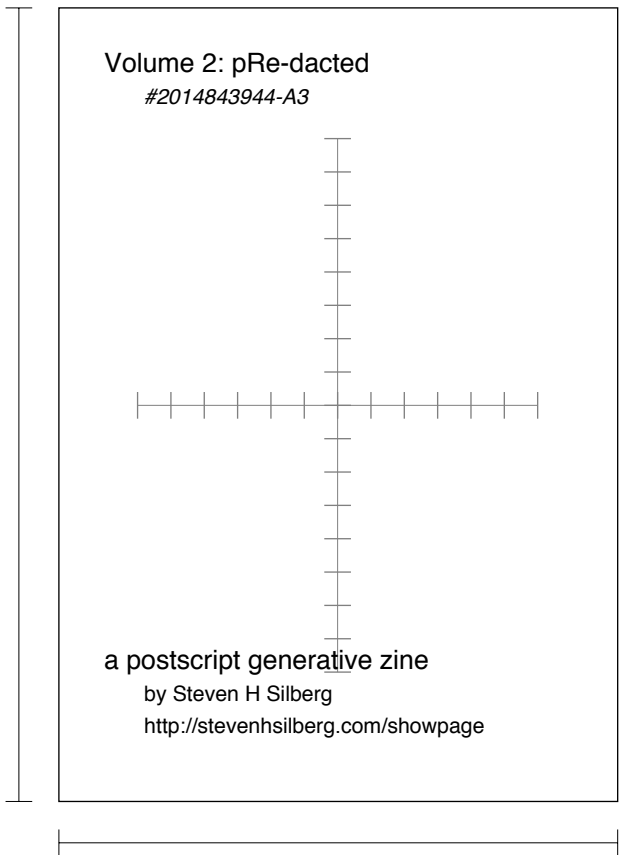 Volume 2: pRe-dacted
#2014843944-A3
a postscript generative zine
by Steven H Silberg
http://stevenhsilberg.com/showpage